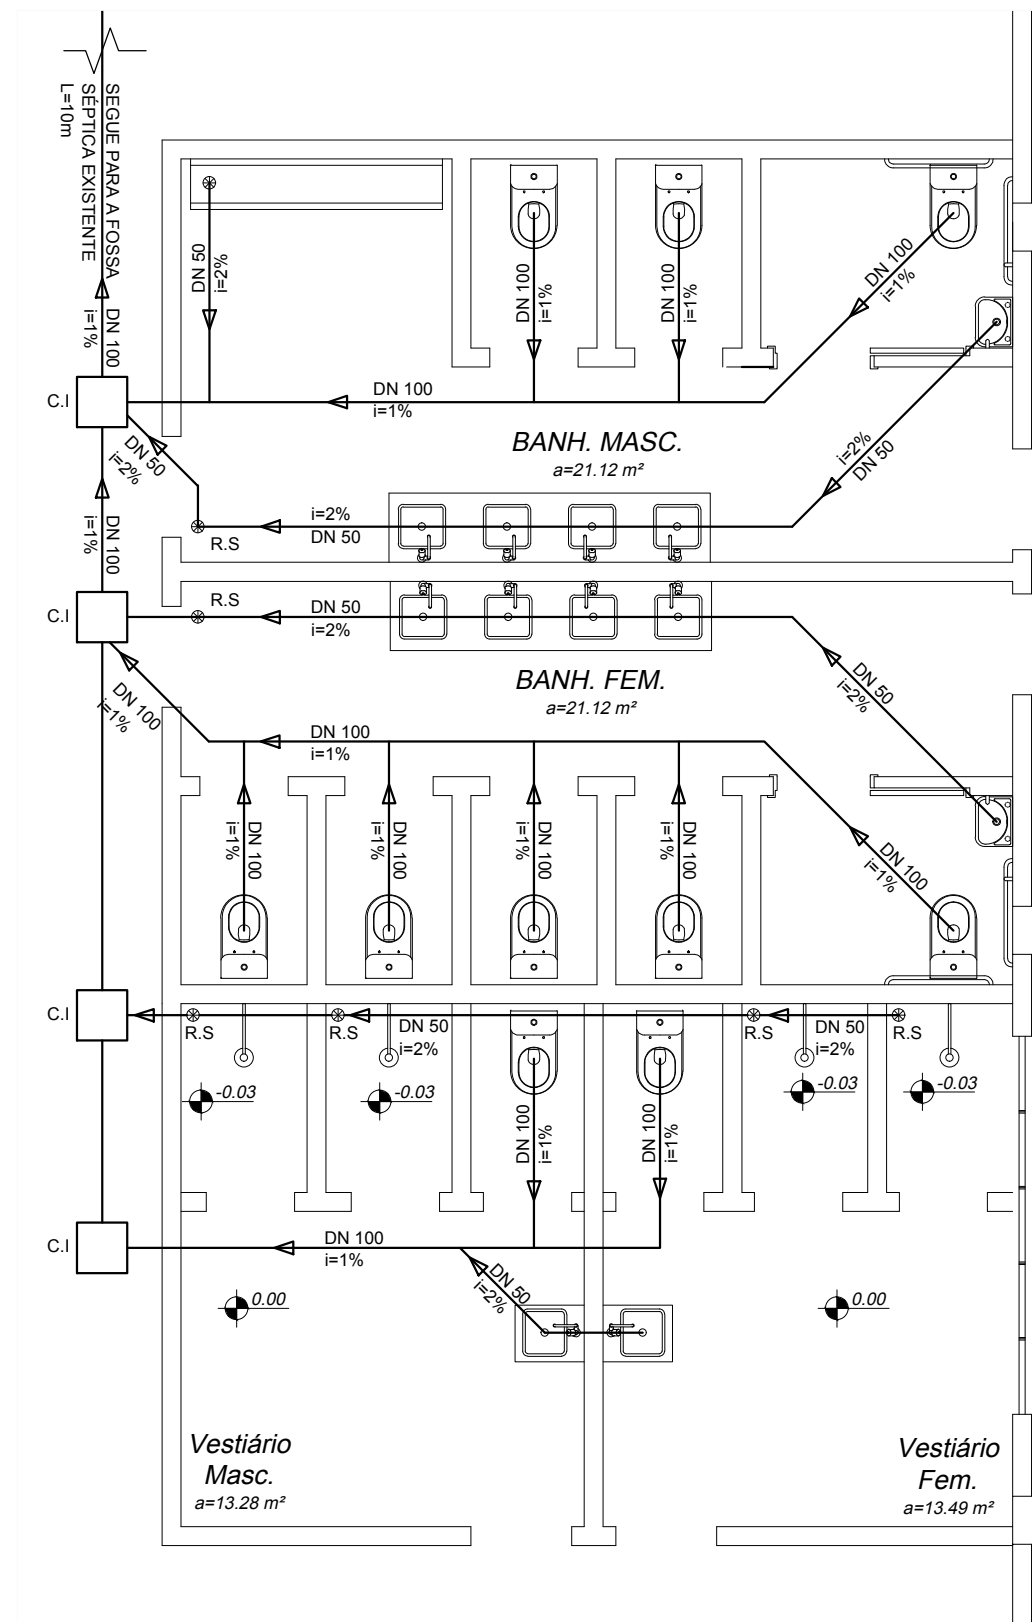 SEGUE PARA A FOSSA
SÉPTICA EXISTENTE
L=10m
DN 100
i=1%
DN 50
i=2%
DN 100
i=1%
DN 100
i=1%
DN 100
i=1%
C.I
DN 100
i=1%
DN 50
i=2%
BANH. MASC.
a=21.12 m²
i=2%
DN 50
DN 100
i=1%
i=2%
DN 50
R.S
C.I
R.S
DN 50
i=2%
BANH. FEM.
a=21.12 m²
DN 50
i=2%
DN 100
i=1%
DN 100
i=1%
DN 100
i=1%
DN 100
i=1%
DN 100
i=1%
DN 100
i=1%
DN 100
i=1%
C.I
R.S
R.S
DN 50
i=2%
R.S
DN 50
i=2%
R.S
-0.03
-0.03
-0.03
-0.03
DN 100
i=1%
DN 100
i=1%
C.I
DN 100
i=1%
DN 50
i=2%
0.00
0.00
Vestiário
Masc.
a=13.28 m²
Vestiário
Fem.
a=13.49 m²